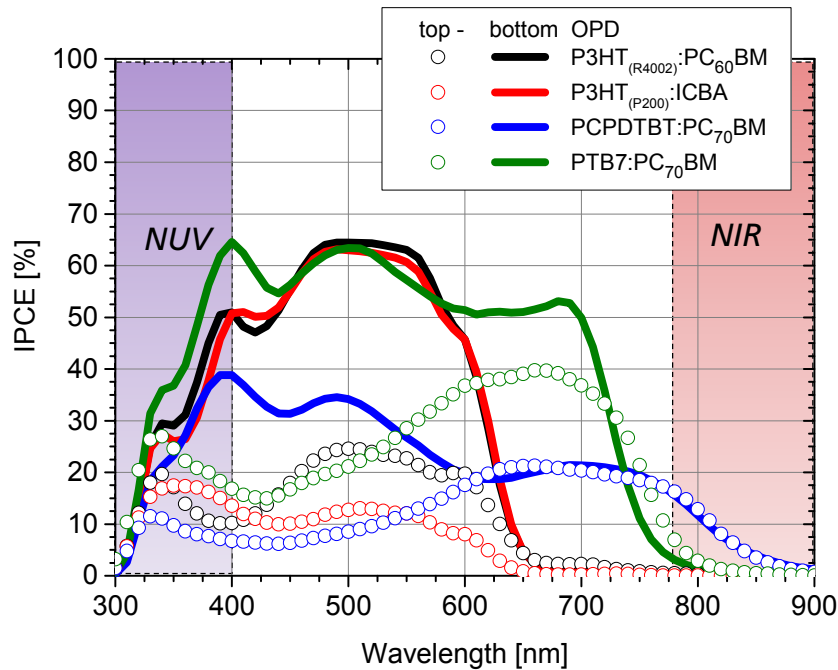 top - bottom OPD
P3HT(R4002):PC60BM
P3HT(P200):ICBA
PCPDTBT:PC70BM
PTB7:PC70BM
100
90
80
70
60
50
40
30
20
10
0
IPCE [%]
NUV
NIR
300 400 500 600 700 800 900
Wavelength [nm]